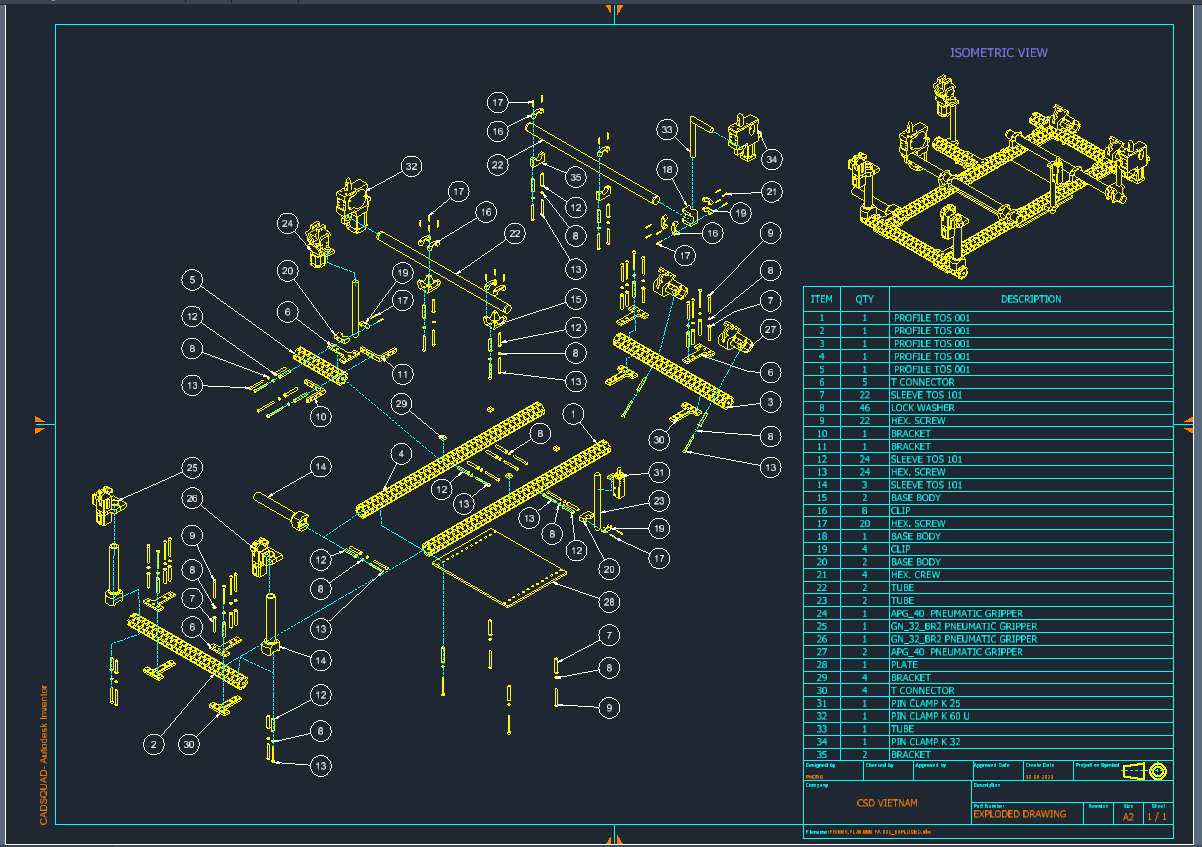 ISOMETRIC VIEW
17
16
22
33
34
18
21
19
16
17
35
12
8
13
32
17
16
22
24
20
19
17
5
6
12
8
13
11
10
15
12
8
13
9
8
7
27
6
3
30
8
13
29
1
4
8
12
13
31
23
13
8
12
19
17
20
25
14
26
9
8
7
6
12
8
13
28
14
7
8
9
2
30
12
8
13
ITEM QTY DESCRIPTION
1 1 PROFILE TOS 001
2 1 PROFILE TOS 001
3 1 PROFILE TOS 001
4 1 PROFILE TOS 001
5 1 PROFILE TOS 001
6 5 T CONNECTOR
7 22 SLEEVE TOS 101
8 46 LOCK WASHER
9 22 HEX. SCREW
10 1 BRACKET
11 1 BRACKET
12 24 SLEEVE TOS 101
13 24 HEX. SCREW
14 3 SLEEVE TOS 101
15 2 BASE BODY
16 8 CLIP
17 20 HEX. SCREW
18 1 BASE BODY
19 4 CLIP
20 2 BASE BODY
21 4 HEX. CREW
22 2 TUBE
23 2 TUBE
24 1 APG_40 PNEUMATIC GRIPPER
25 1 GN_32_BR2 PNEUMATIC GRIPPER
26 1 GN_32_BR2 PNEUMATIC GRIPPER
27 2 APG_40 PNEUMATIC GRIPPER
28 1 PLATE
29 4 BRACKET
30 4 T CONNECTOR
31 1 PIN CLAMP K 25
32 1 PIN CLAMP K 60 U
33 1 TUBE
34 1 PIN CLAMP K 32
35 2 BRACKET
Designed by Checked by Approved by Approved Date Create Date Projection Symbol
Company Description
CSD VIETNAM
Part Number Revision Size Sheet
EXPLODED DRAWING A2 1 / 1
CADSQUAD- Autodesk Inventor